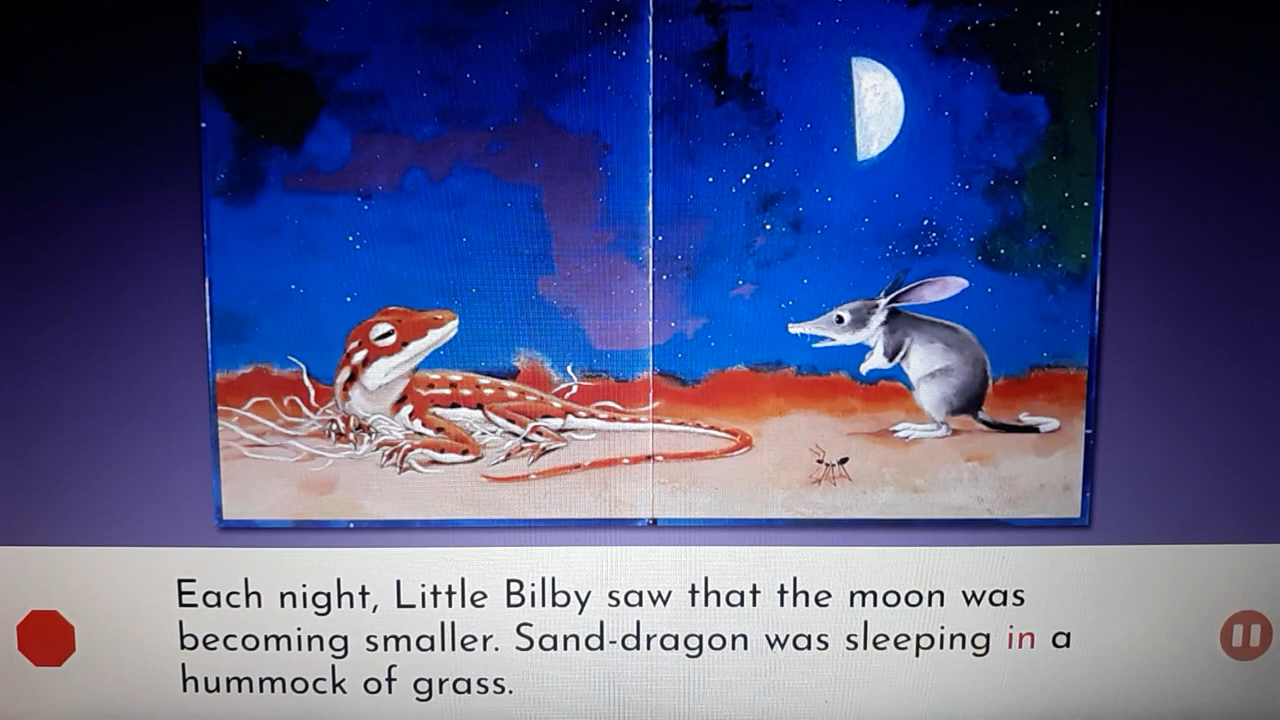 Each night, Little Bilby saw that the moon was
becoming smaller. Sand-dragon was sleeping in a
hummock of grass.